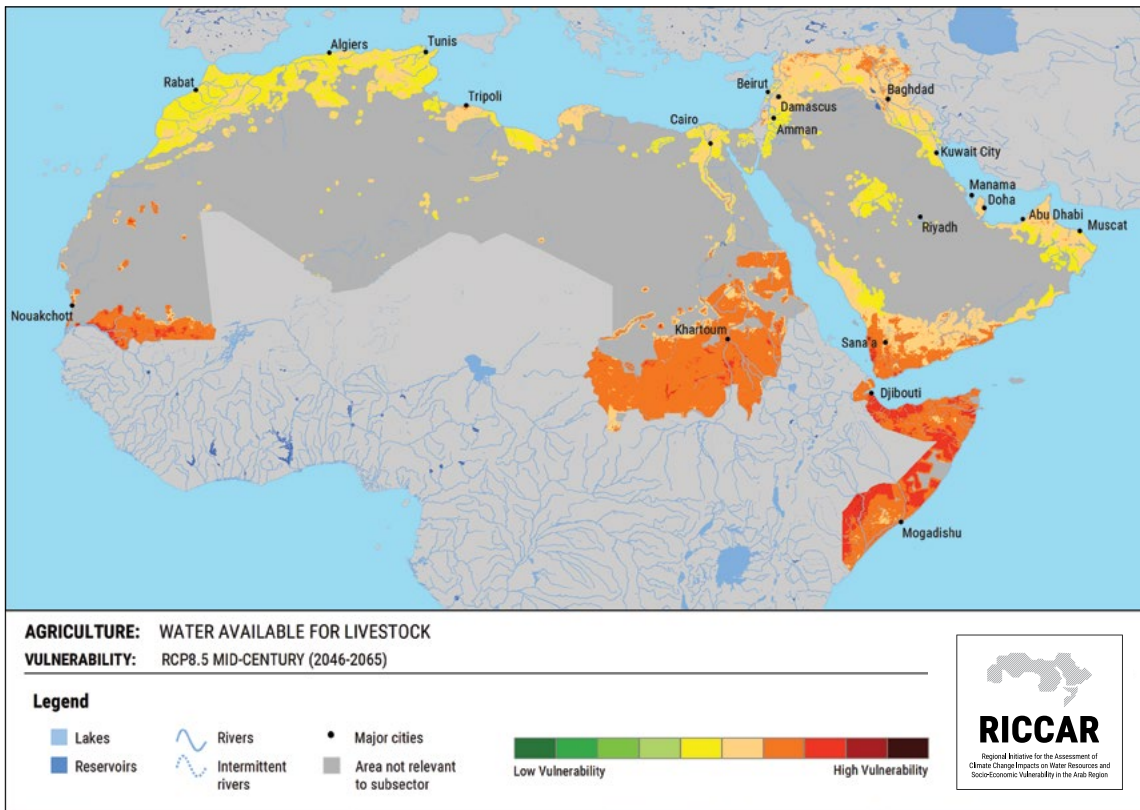 Algiers
Tunis
Rabat
Tripoli
Beirut
Baghdad
Damascus
Cairo
Amman
Kuwait City
Manama
Doha
Abu Dhabi
Riyadh
Muscat
Nouakchott
Khartoum
Sana'a
Djibouti
Mogadishu
AGRICULTURE: WATER AVAILABLE FOR LIVESTOCK
VULNERABILITY: RCP8.5 MID-CENTURY (2046-2065)
Legend
Lakes
Reservoirs
Rivers
Intermittent
rivers
Major cities
Area not relevant
to subsector
Low Vulnerability
High Vulnerability
RICCAR
Regional Initiative for the Assessment of
Climate Change Impacts on Water Resources and
Socio-Economic Vulnerability in the Arab Region